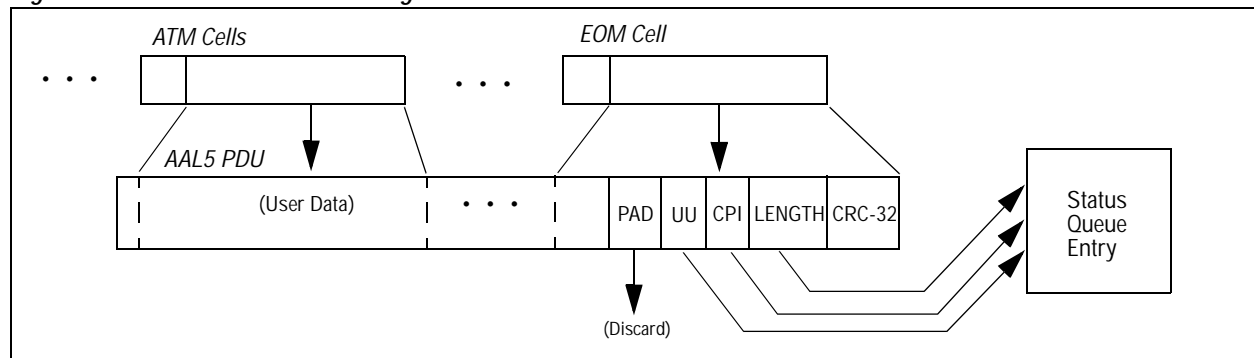 ATM Cells
EOM Cell
. . .
. . .
AAL5 PDU
(User Data)
. . .
PAD
UU
CPI
LENGTH
CRC-32
Status
Queue
Entry
(Discard)